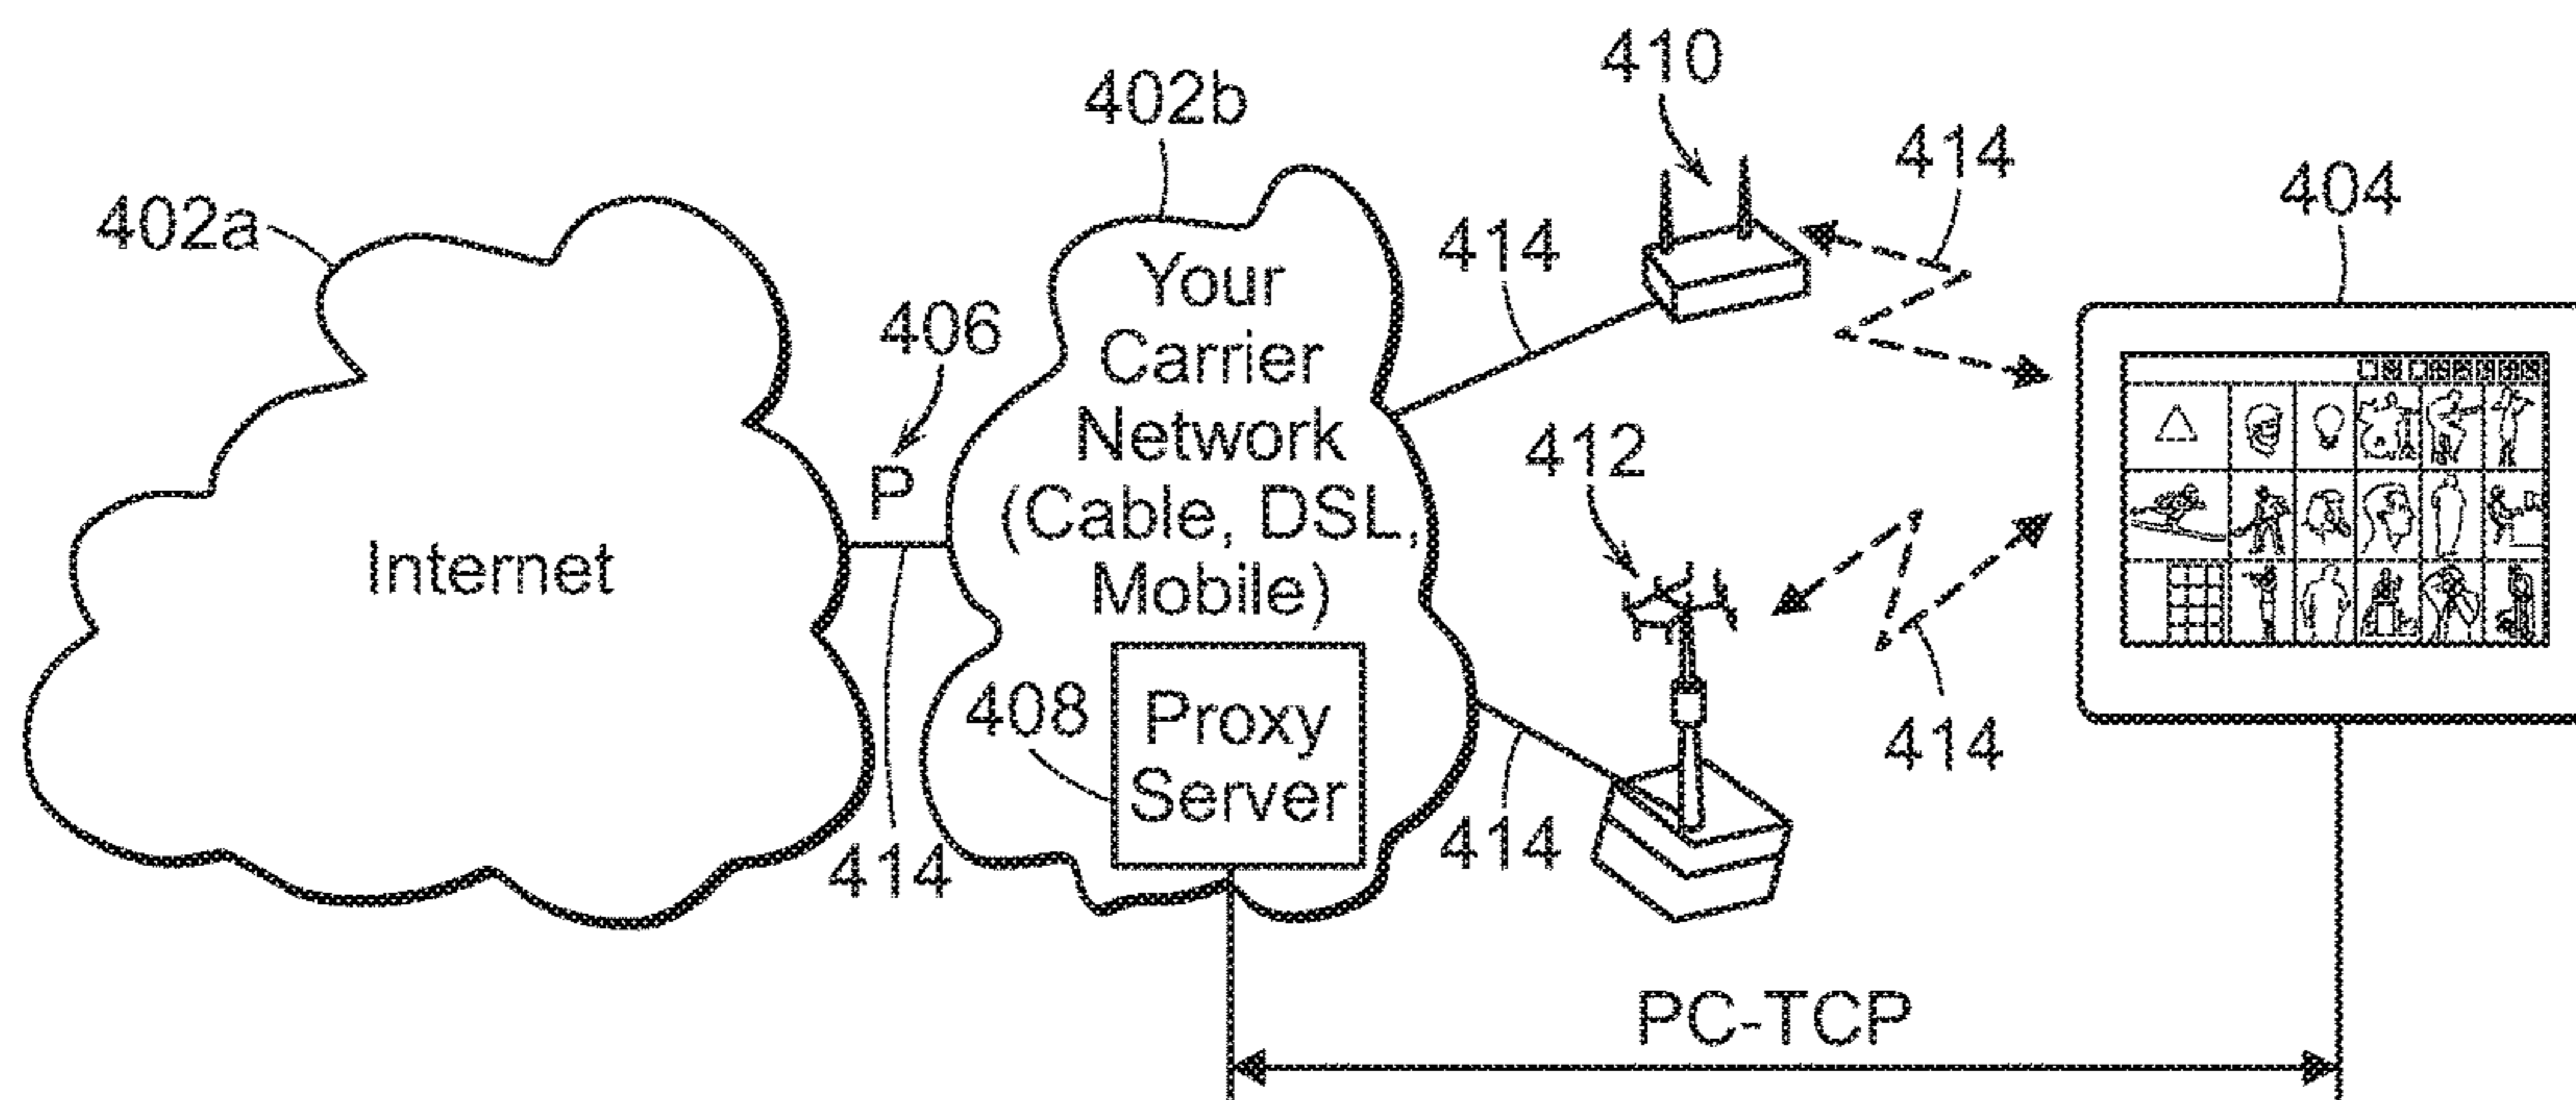 410
402b
414
404
402a
414
Your
Carrier
Network
(Cable, DSL,
Mobile)
406
P
412
Internet
408
Proxy
Server
414
414
414
PC-TCP